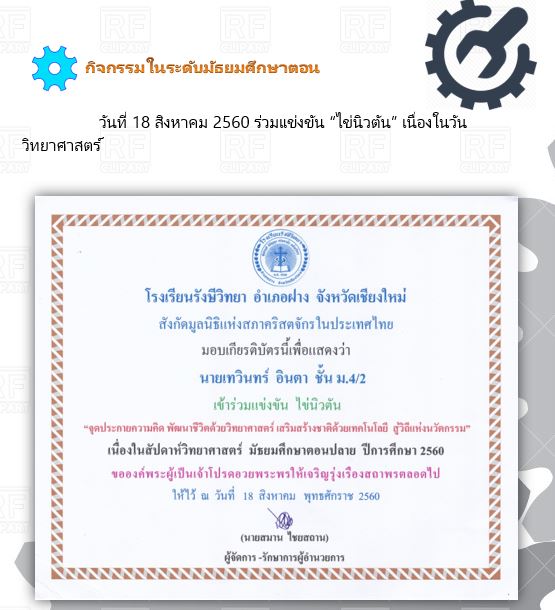 กิจกรรมในระดับมัธยมศึกษาตอน
วันที่ 18 สิงหาคม 2560 ร่วมแข่งขัน “ไข่นิวตัน” เนื่องในวัน
วิทยาศาสตร์
โรงเรียนรังษีวิทยา อำเภอฝาง จังหวัดเชียงใหม่
สังกัดมูลนิธิแห่งสภาคริสตจักรในประเทศไทย
มอบเกียรติบัตรนี้เพื่อแสดงว่า
นายเทวินทร์ อินตา ชั้น ม.4/2
เข้าร่วมแข่งขัน ไข่นิวตัน
“จุดประกายความคิด พัฒนาชีวิตด้วยวิทยาศาสตร์ เสริมสร้างชาติด้วยเทคโนโลยี สู่วิถีแห่งนวัตกรรม”
เนื่องในสัปดาห์วิทยาศาสตร์ มัธยมศึกษาตอนปลาย ปีการศึกษา 2560
ขอองค์พระผู้เป็นเจ้าโปรดอวยพระพรให้เจริญรุ่งเรืองสถาพรตลอดไป
ให้ไว้ ณ วันที่ 18 สิงหาคม พุทธศักราช 2560
(นายสมาน ไชยสถาน)
ผู้จัดการ -รักษาการผู้อำนวยการ
RF
CLIPART